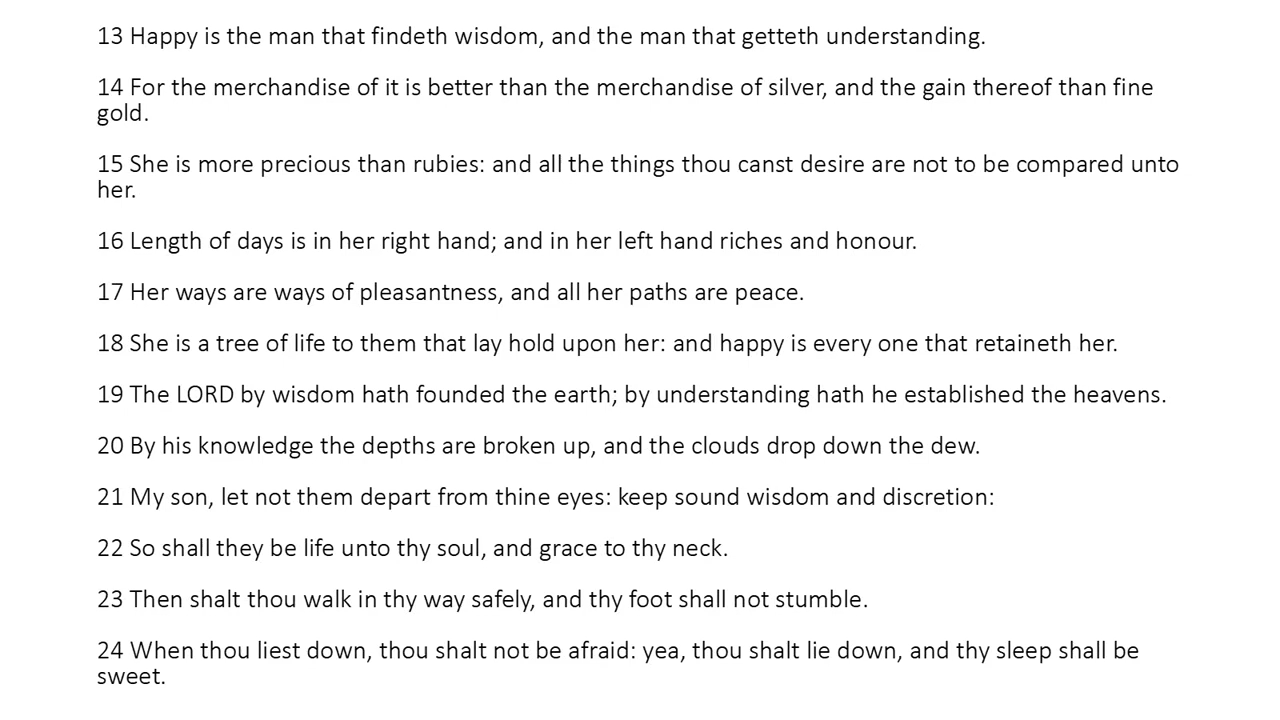 13 Happy is the man that findeth wisdom, and the man that getteth understanding.
14 For the merchandise of it is better than the merchandise of silver, and the gain thereof than fine
gold.
15 She is more precious than rubies: and all the things thou canst desire are not to be compared unto
her.
16 Length of days is in her right hand; and in her left hand riches and honour.
17 Her ways are ways of pleasantness, and all her paths are peace.
18 She is a tree of life to them that lay hold upon her: and happy is every one that retaineth her.
19 The LORD by wisdom hath founded the earth; by understanding hath he established the heavens.
20 By his knowledge the depths are broken up, and the clouds drop down the dew.
21 My son, let not them depart from thine eyes: keep sound wisdom and discretion:
22 So shall they be life unto thy soul, and grace to thy neck.
23 Then shalt thou walk in thy way safely, and thy foot shall not stumble.
24 When thou liest down, thou shalt not be afraid: yea, thou shalt lie down, and thy sleep shall be
sweet.